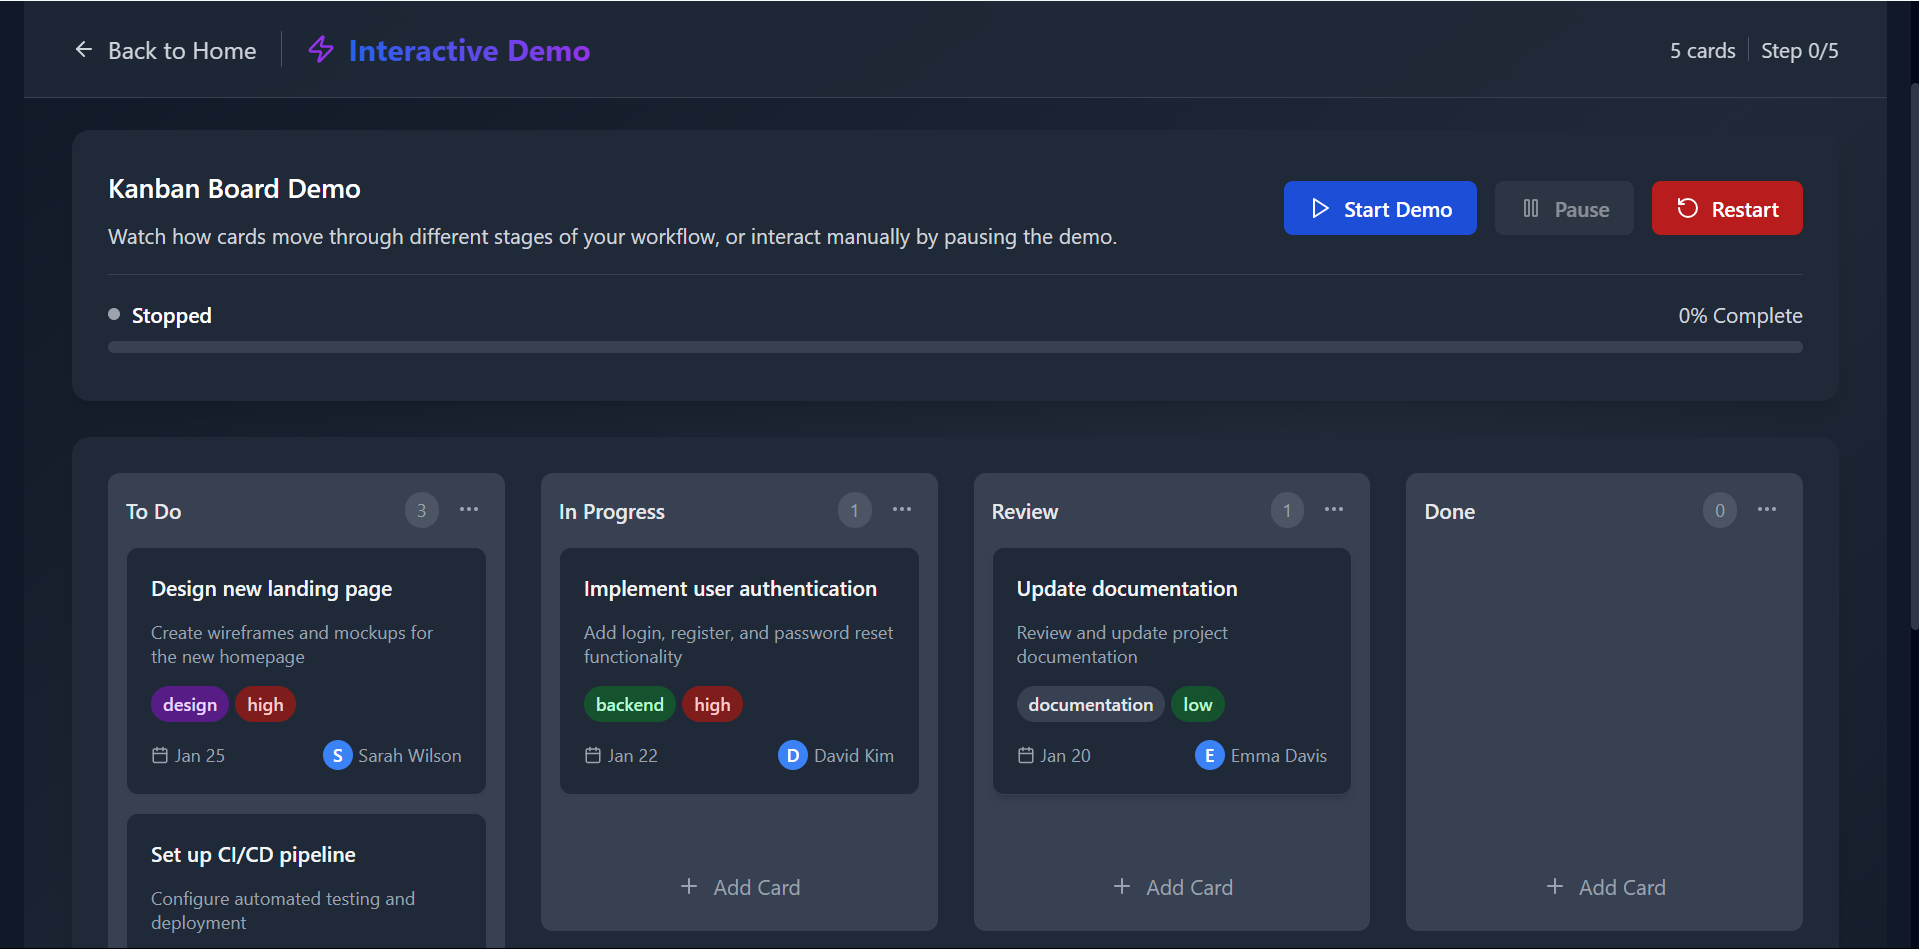 Back to Home
Interactive Demo
5 cards
Step 0/5
Kanban Board Demo
Watch how cards move through different stages of your workflow, or interact manually by pausing the demo.
Start Demo
Pause
Restart
Stopped
0% Complete
To Do
3
Design new landing page
Create wireframes and mockups for
the new homepage
design
high
Jan 25
S
Sarah Wilson
Set up CI/CD pipeline
Configure automated testing and
deployment
In Progress
1
Implement user authentication
Add login, register, and password reset
functionality
backend
high
Jan 22
D
David Kim
Add Card
Review
1
Update documentation
Review and update project
documentation
documentation
low
Jan 20
E
Emma Davis
Add Card
Done
0
Add Card